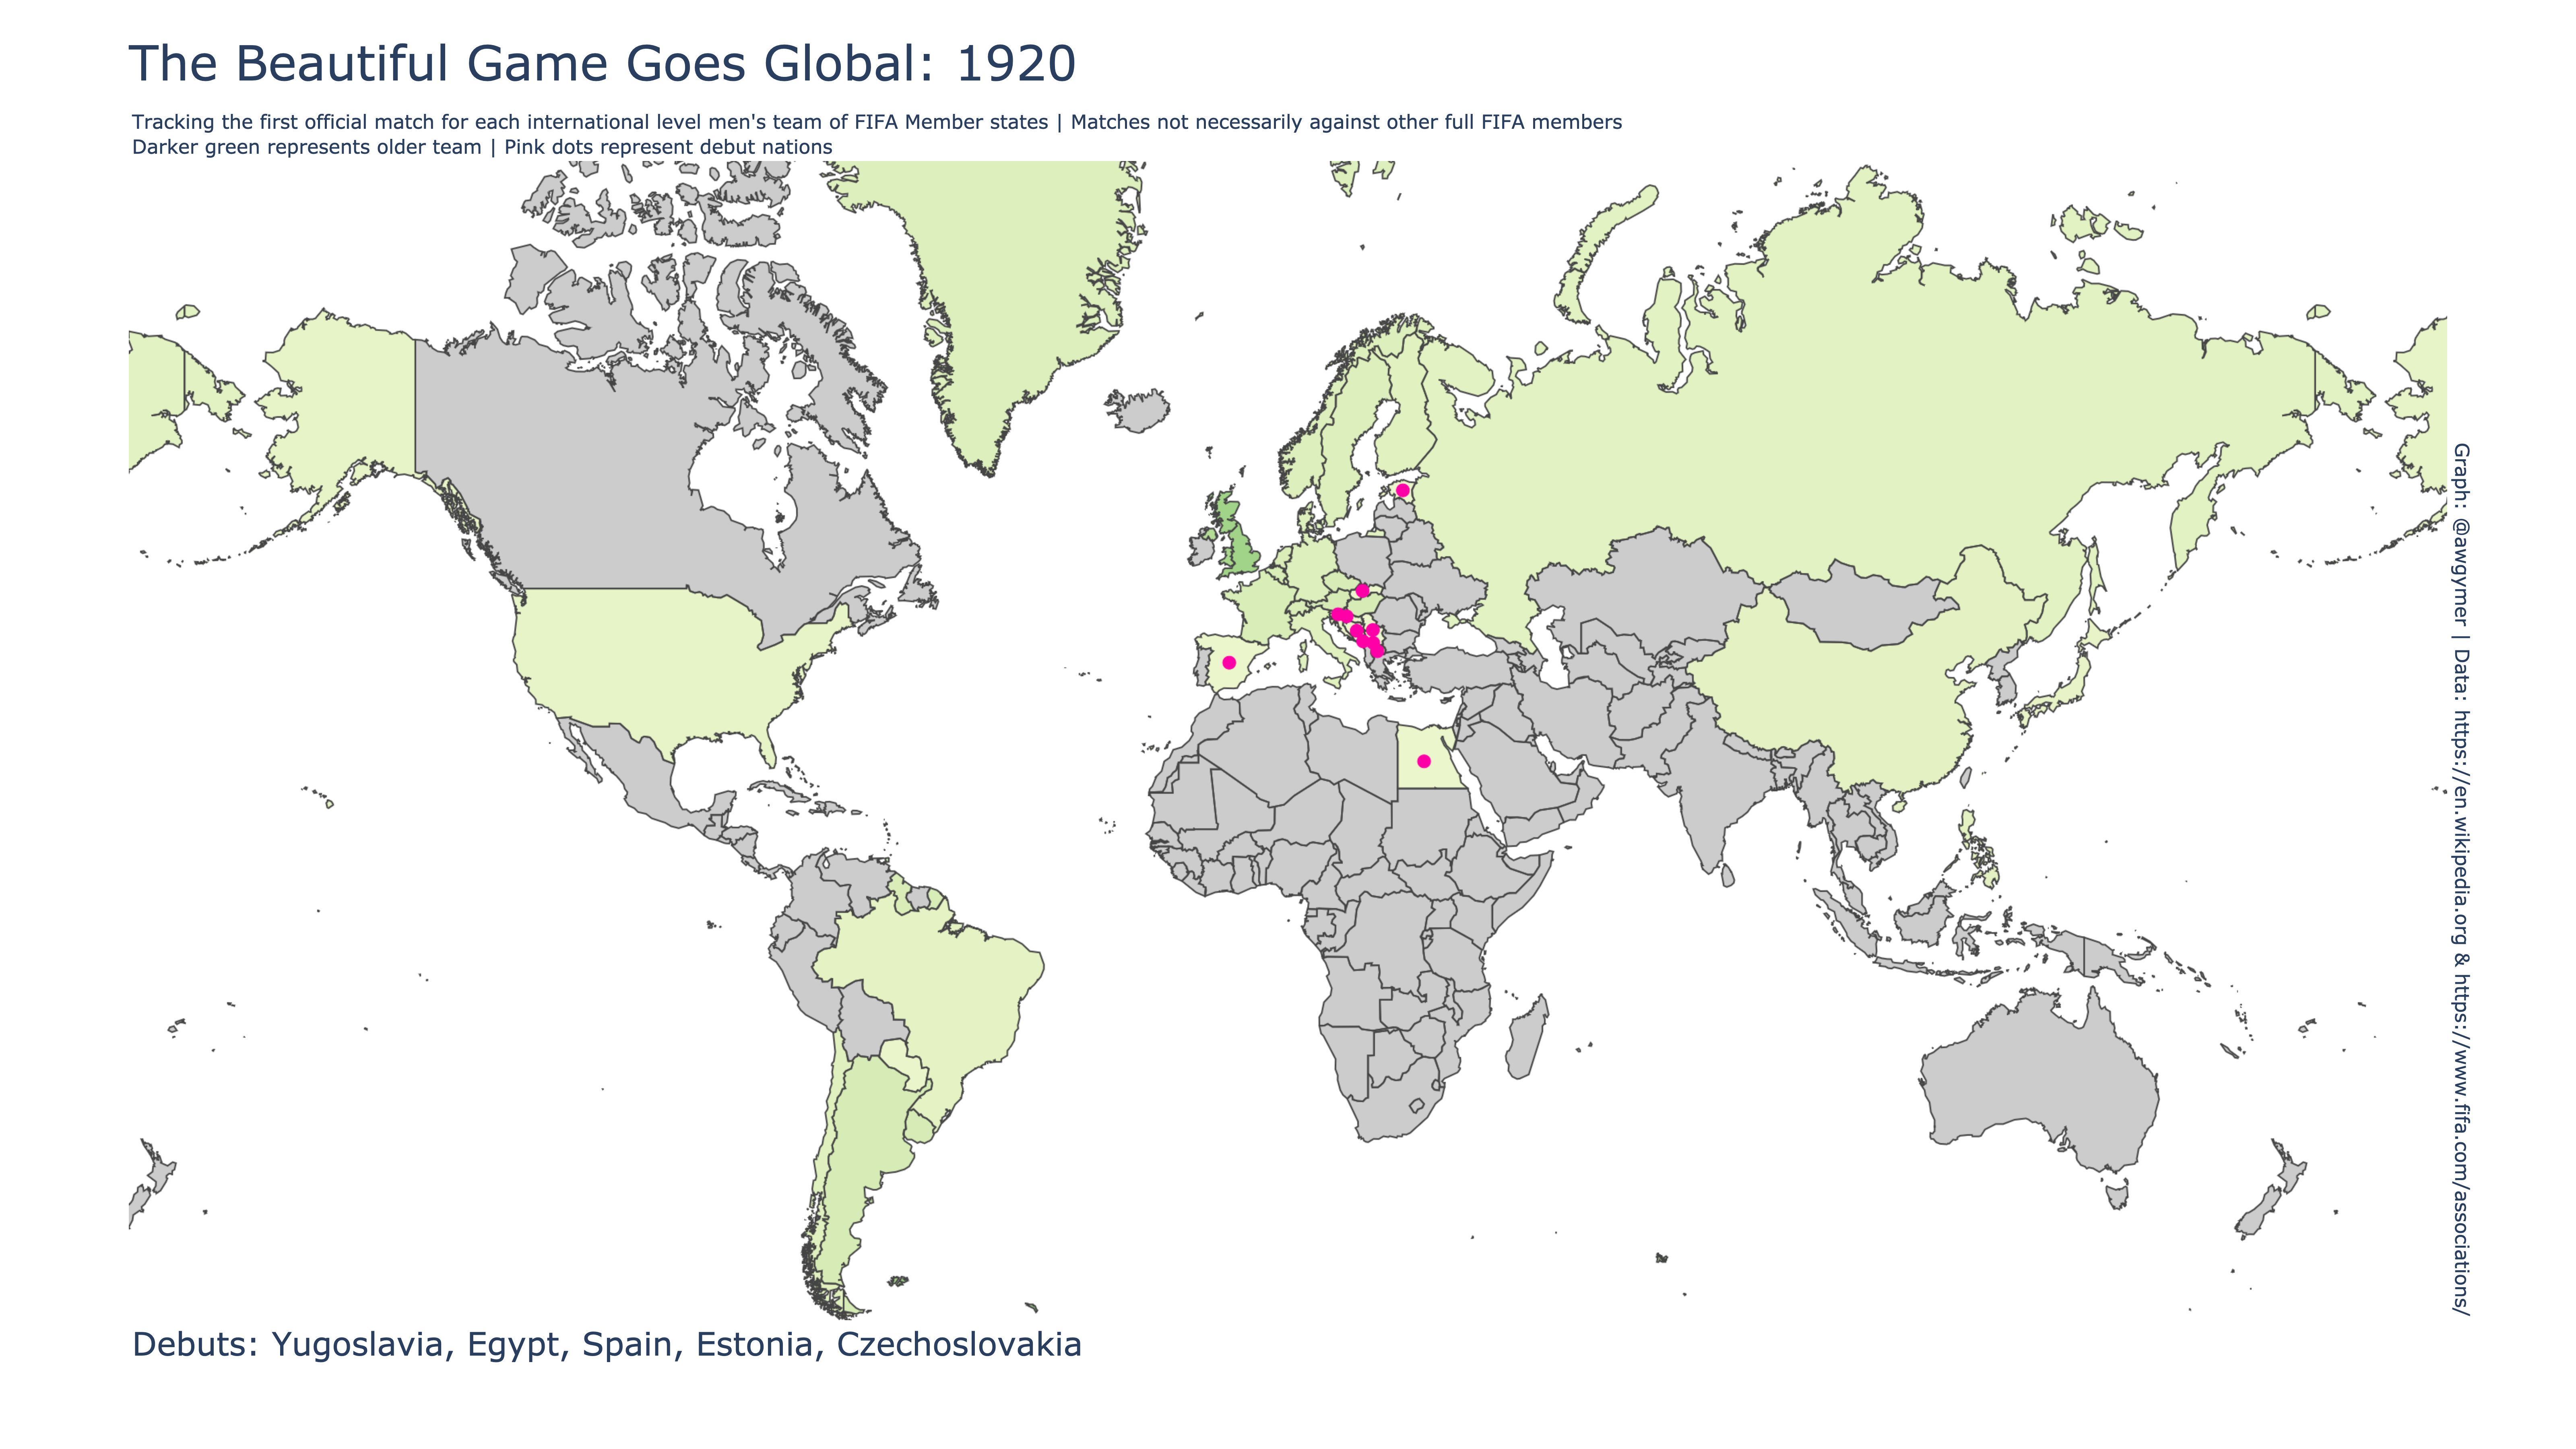 The Beautiful Game Goes Global: 1920
Tracking the first official match for each international level men's team of FIFA Member states | Matches not necessarily against other full FIFA members
Darker green represents older team | Pink dots represent debut nations
Graph: @awgymer | Data: https://en.wikipedia.org & https://www.fifa.com/associations/
Debuts: Yugoslavia, Egypt, Spain, Estonia, Czechoslovakia